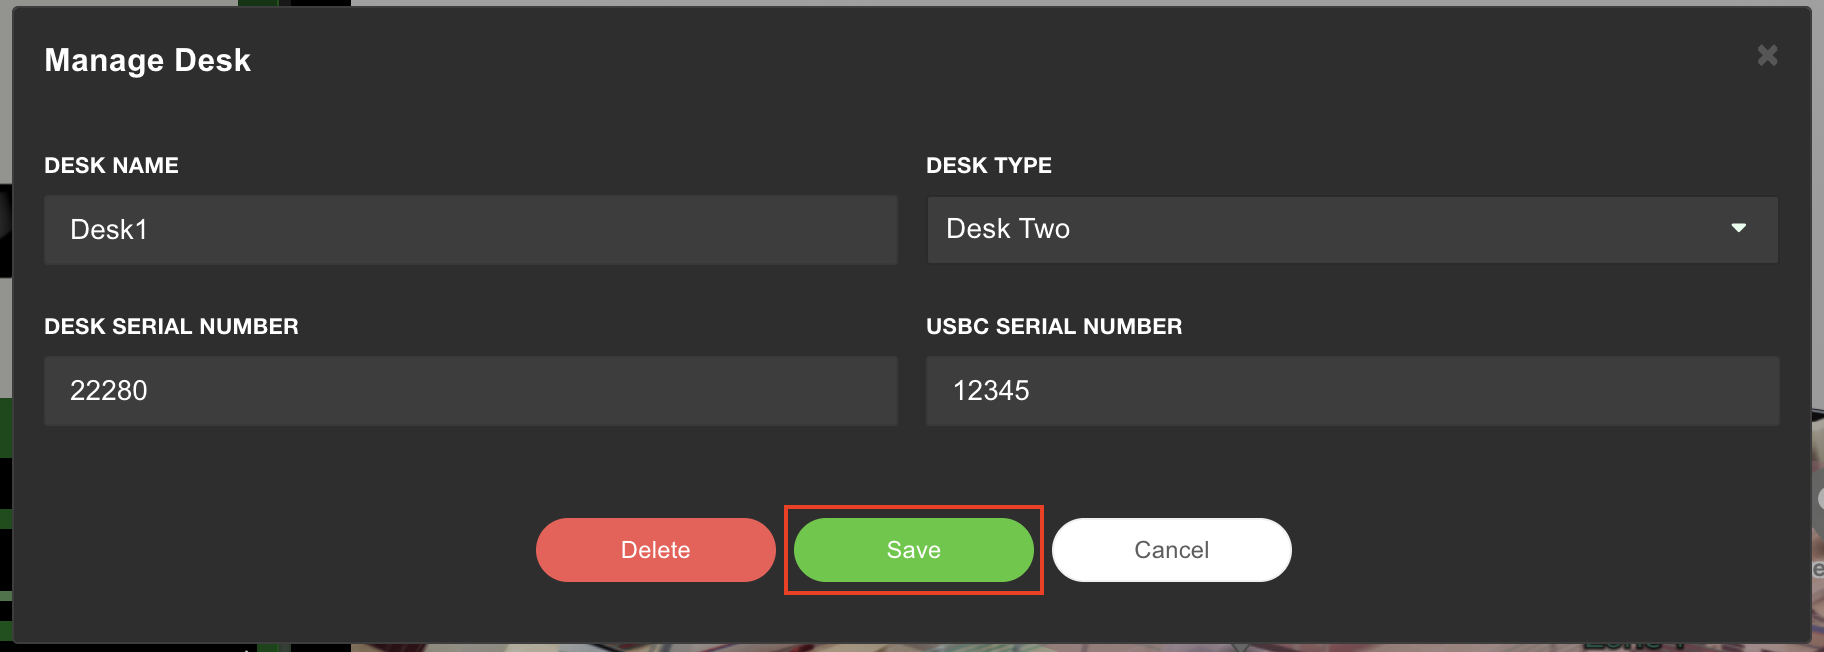 Manage Desk
DESK NAME
DESK TYPE
Desk1
Desk Two
DESK SERIAL NUMBER
USBC SERIAL NUMBER
22280
12345
Delete
Save
Cancel